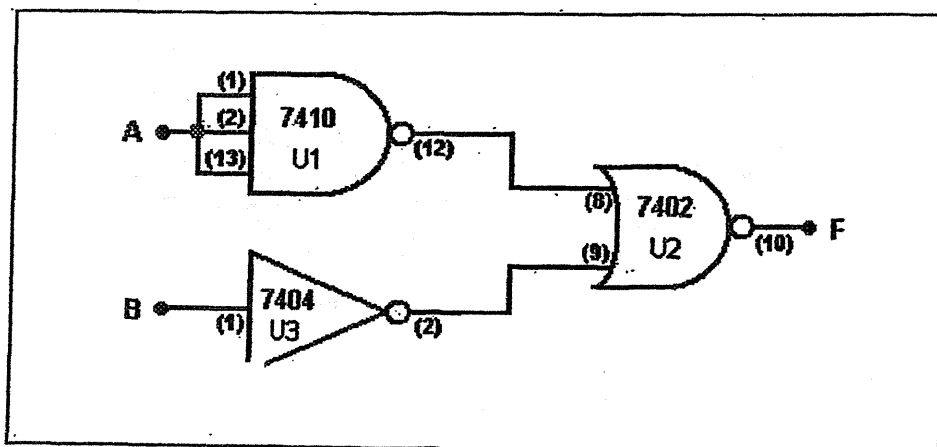 (1)
A
(2)
7410
(13)
U1
(12)
(8)
7402
(10)
F
(9)
U2
B
(1)
7404
U3
(2)